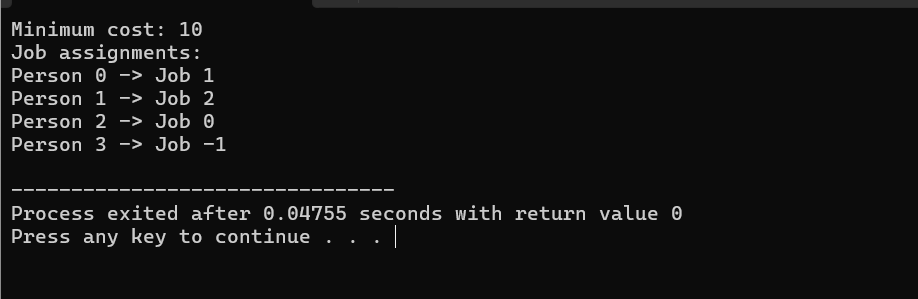 Minimum cost: 10
Job assignments:
Person 0 -> Job 1
Person 1 -> Job 2
Person 2 -> Job 0
Person 3 -> Job -1
--------------------------------
Process exited after 0.04755 seconds with return value 0
Press any key to continue . . .